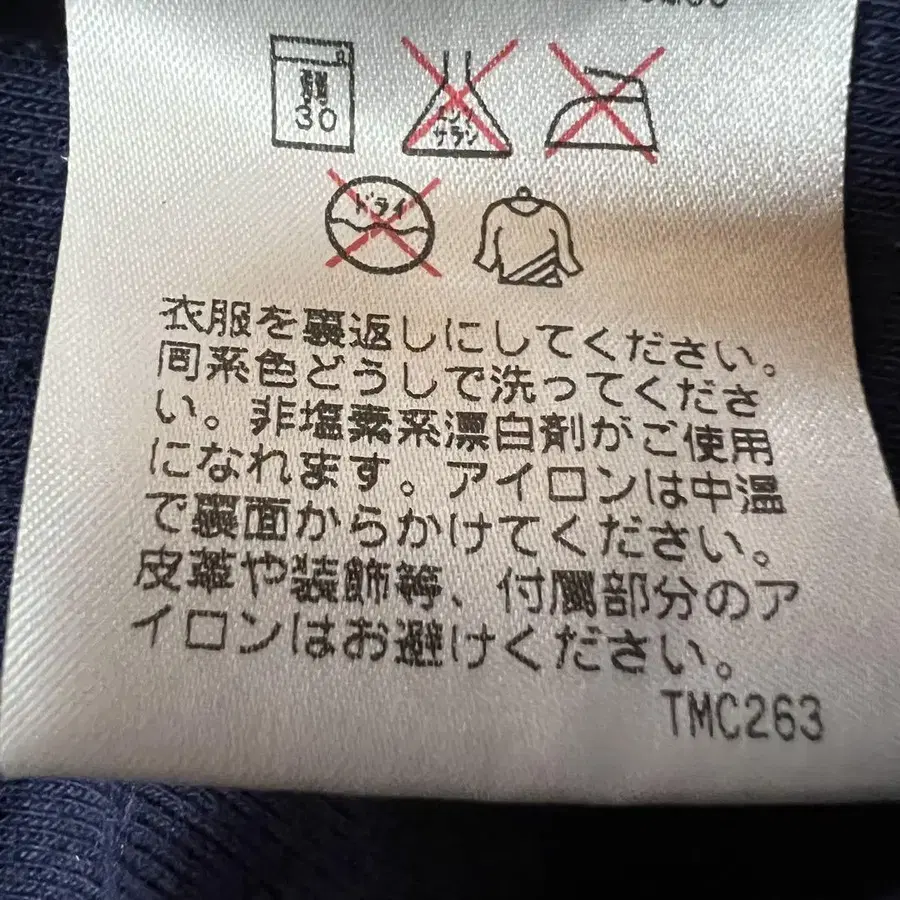 弱
30
エンソ
サラシ
ドライ
衣服を裏返しにしてください。
同系色どうしで洗ってくださ
い。非塩素系漂白剤がご使用
になれます。アイロンは中温
で裏面からかけてください。
皮革や装飾等、付属部分のア
イロンはお避けください。
TMC263